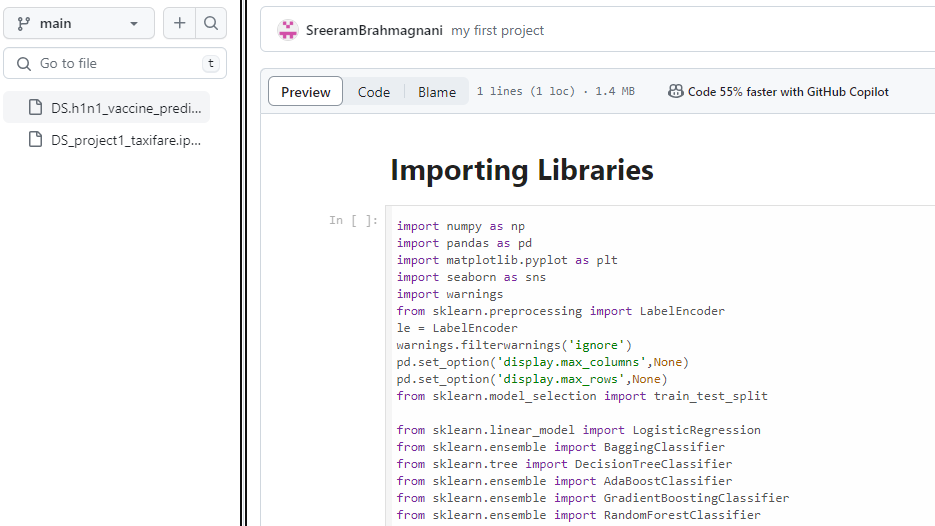 main
Go to file
t
DS.h1n1_vaccine_predi...
DS_project1_taxifare.ip...
SreeramBrahmagnani my first project
Preview Code Blame 1 lines (1 loc) · 1.4 MB Code 55% faster with GitHub Copilot
Importing Libraries
In [ ]:
import numpy as np
import pandas as pd
import matplotlib.pyplot as plt
import seaborn as sns
import warnings
from sklearn.preprocessing import LabelEncoder
le = LabelEncoder
warnings.filterwarnings('ignore')
pd.set_option('display.max_columns',None)
pd.set_option('display.max_rows',None)
from sklearn.model_selection import train_test_split
from sklearn.linear_model import LogisticRegression
from sklearn.ensemble import BaggingClassifier
from sklearn.tree import DecisionTreeClassifier
from sklearn.ensemble import AdaBoostClassifier
from sklearn.ensemble import GradientBoostingClassifier
from sklearn.ensemble import RandomForestClassifier